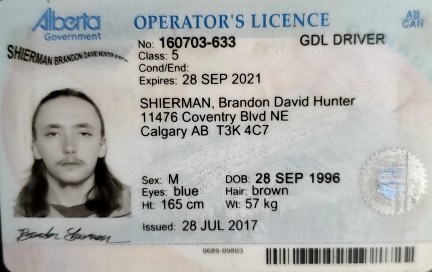 Alberta
Government
OPERATOR'S LICENCE
AB
CAN
No: 160703-633 GDL DRIVER
Class: 5
Cond/End:
Expires: 28 SEP 2021
SHIERMAN BRANDON DAVID HUNTER
SHIERMAN, Brandon David Hunter
11476 Coventry Blvd NE
Calgary AB T3K 4C7
Sex: M DOB: 28 SEP 1996
Eyes: blue Hair: brown
Ht: 165 cm Wt: 57 kg
Issued: 28 JUL 2017
Brandon Shierman
0689-09803